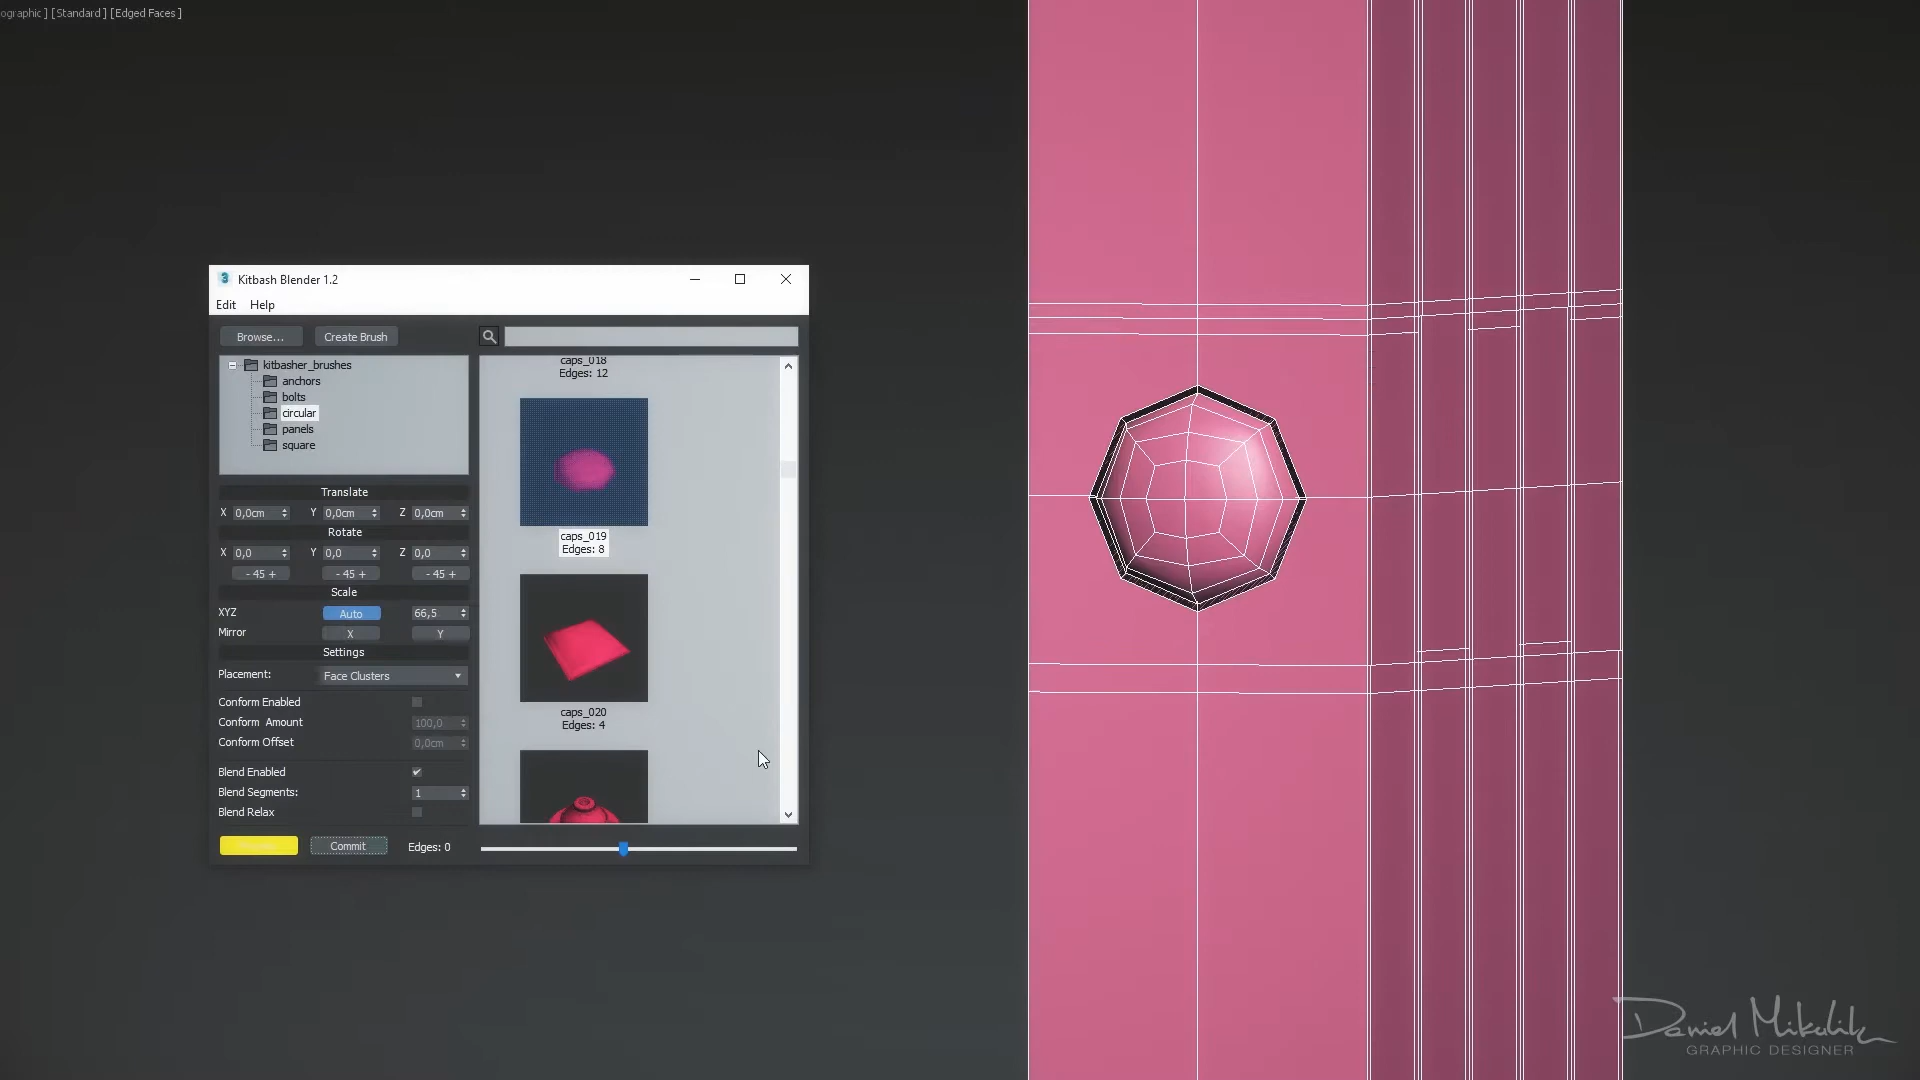 ographic ] [Standard ] [Edged Faces ]
Kitbash Blender 1.2
Edit Help
Browse... Create Brush
kitbasher_brushes
anchors
bolts
circular
panels
square
Translate
X 0,0cm Y 0,0cm Z 0,0cm
Rotate
X 0,0 Y 0,0 Z 0,0
- 45 + - 45 + - 45 +
Scale
XYZ Auto 66,5
Mirror X Y
Settings
Placement: Face Clusters
Conform Enabled
Conform Amount 100,0
Conform Offset 0,0cm
Blend Enabled
Blend Segments: 1
Blend Relax
Commit Edges: 0
caps_018
Edges: 12
caps_019
Edges: 8
caps_020
Edges: 4
Daniel Mikulik
GRAPHIC DESIGNER